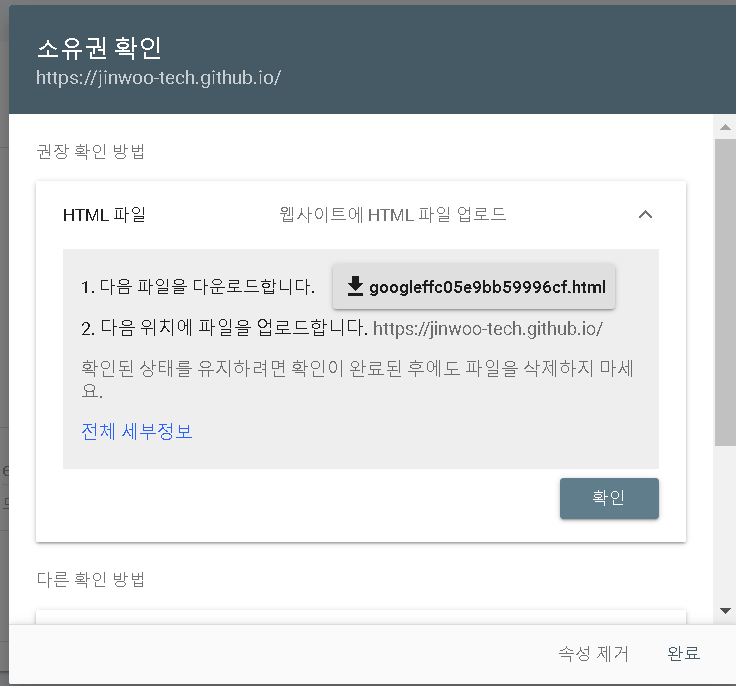 소유권 확인
https://jinwoo-tech.github.io/
권장 확인 방법
HTML 파일 웹사이트에 HTML 파일 업로드
1. 다음 파일을 다운로드합니다. googleffc05e9bb59996cf.html
2. 다음 위치에 파일을 업로드합니다. https://jinwoo-tech.github.io/
확인된 상태를 유지하려면 확인이 완료된 후에도 파일을 삭제하지 마세
요.
전체 세부정보
확인
다른 확인 방법
속성 제거 완료